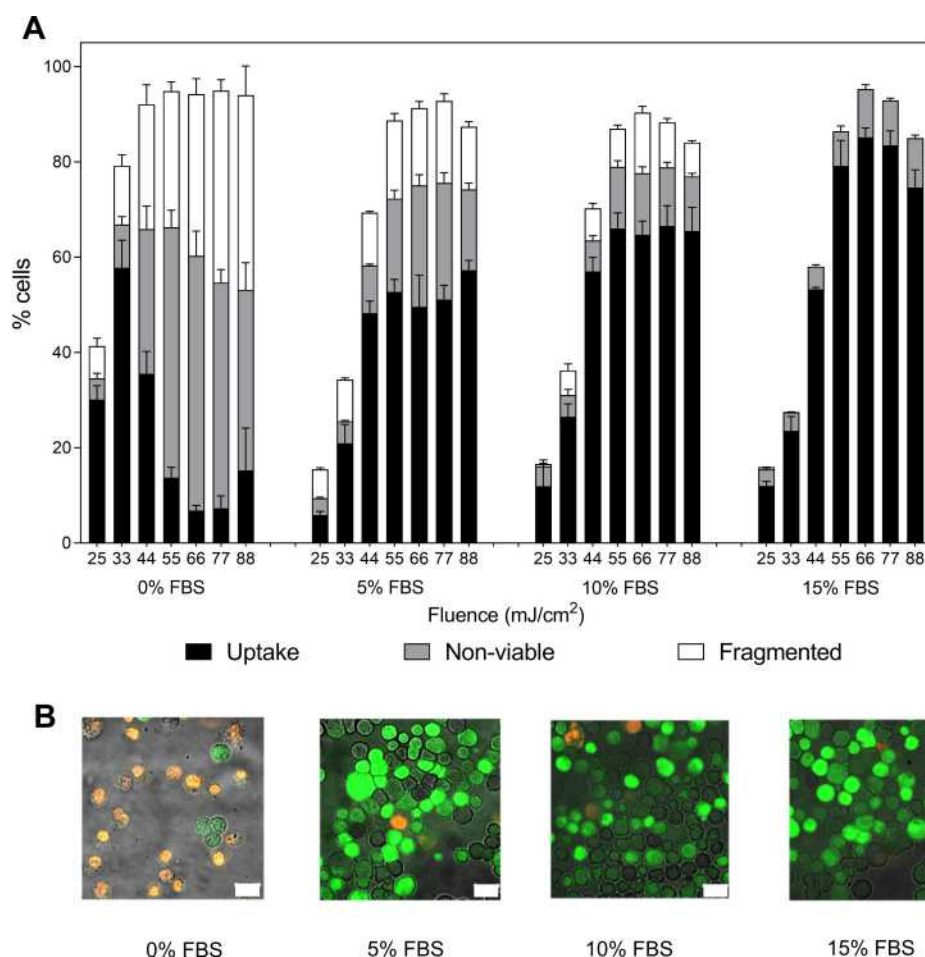 A
100
80
60
40
20
0
% cells
25 33 44 55 66 77 88 25 33 44 55 66 77 88 25 33 44 55 66 77 88 25 33 44 55 66 77 88
0% FBS 5% FBS 10% FBS 15% FBS
Fluence (mJ/cm²)
Uptake Non-viable Fragmented
B
0% FBS 5% FBS 10% FBS 15% FBS